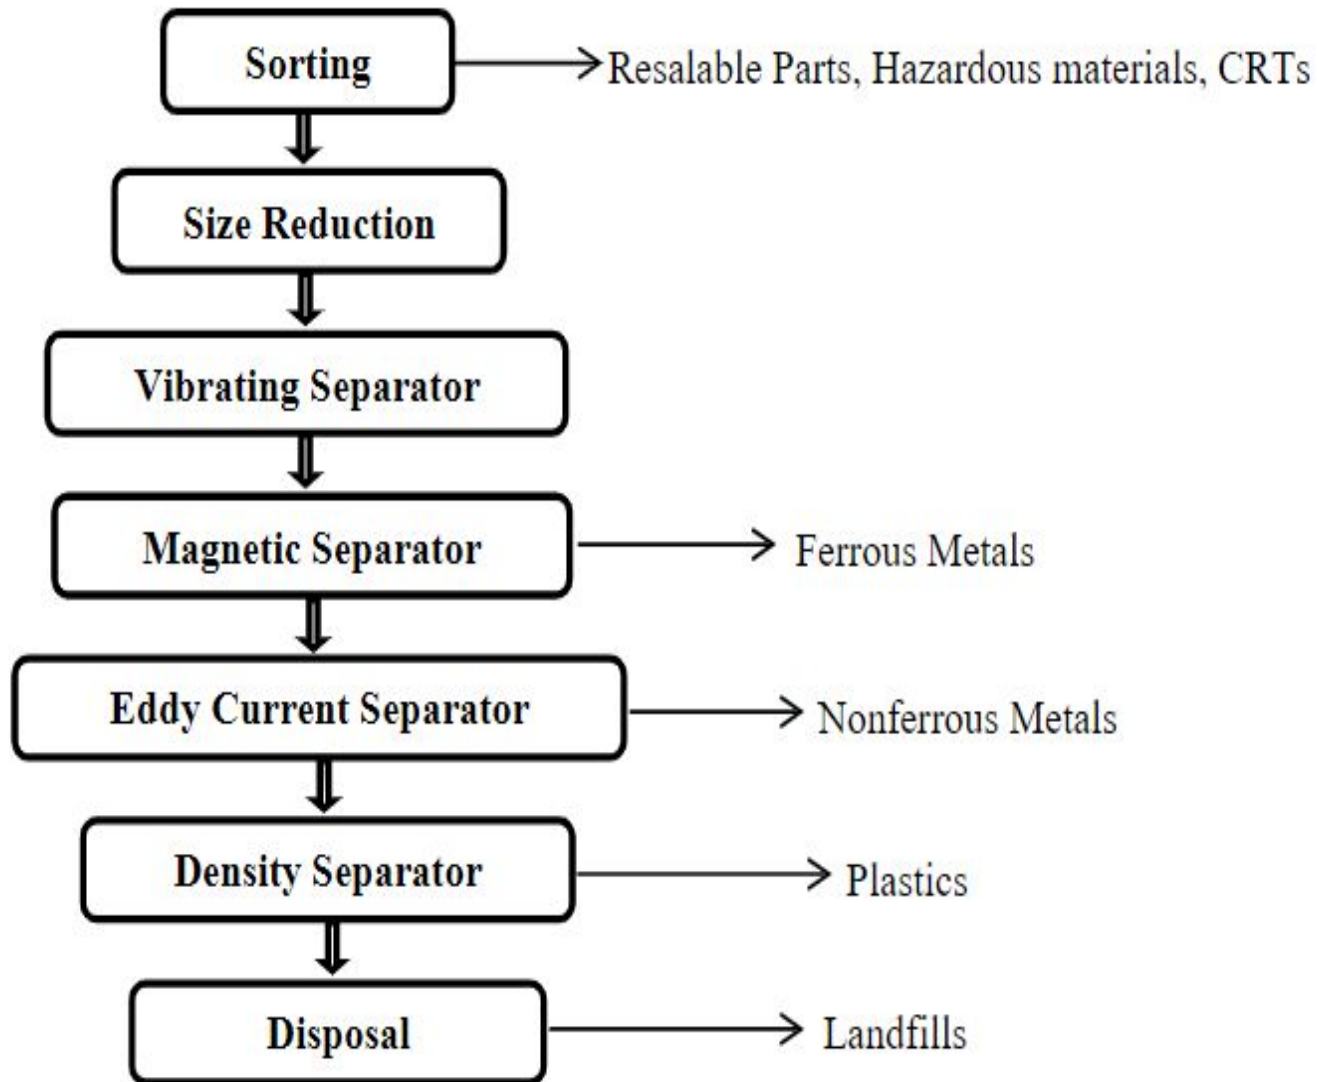 Sorting
Resalable Parts, Hazardous materials, CRTs
Size Reduction
Vibrating Separator
Magnetic Separator
Ferrous Metals
Eddy Current Separator
Nonferrous Metals
Density Separator
Plastics
Disposal
Landfills